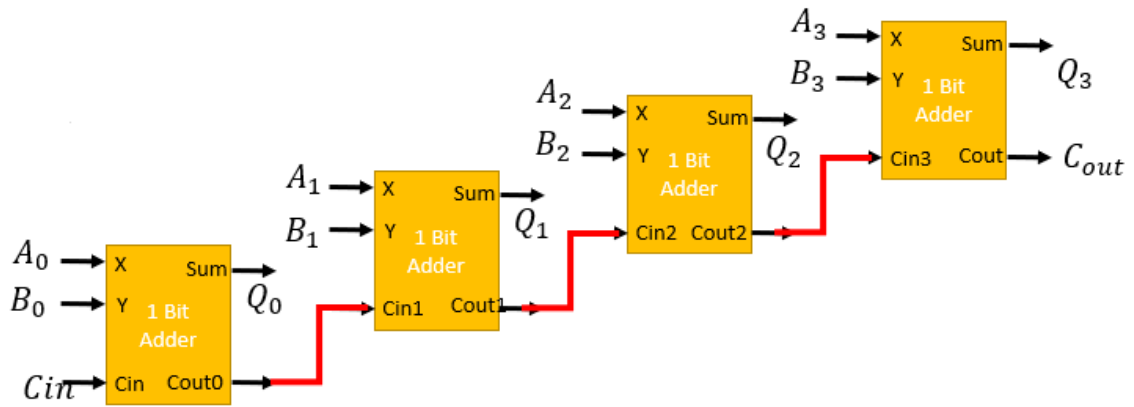 A₀
B₀
Cin
X
Y
Cin
1 Bit
Adder
Sum
Cout0
Q₀
A₁
B₁
X
Y
Cin1
1 Bit
Adder
Sum
Cout1
Q₁
A₂
B₂
X
Y
Cin2
1 Bit
Adder
Sum
Cout2
Q₂
A₃
B₃
X
Y
Cin3
1 Bit
Adder
Sum
Cout
Q₃
Cₒᵤₜ